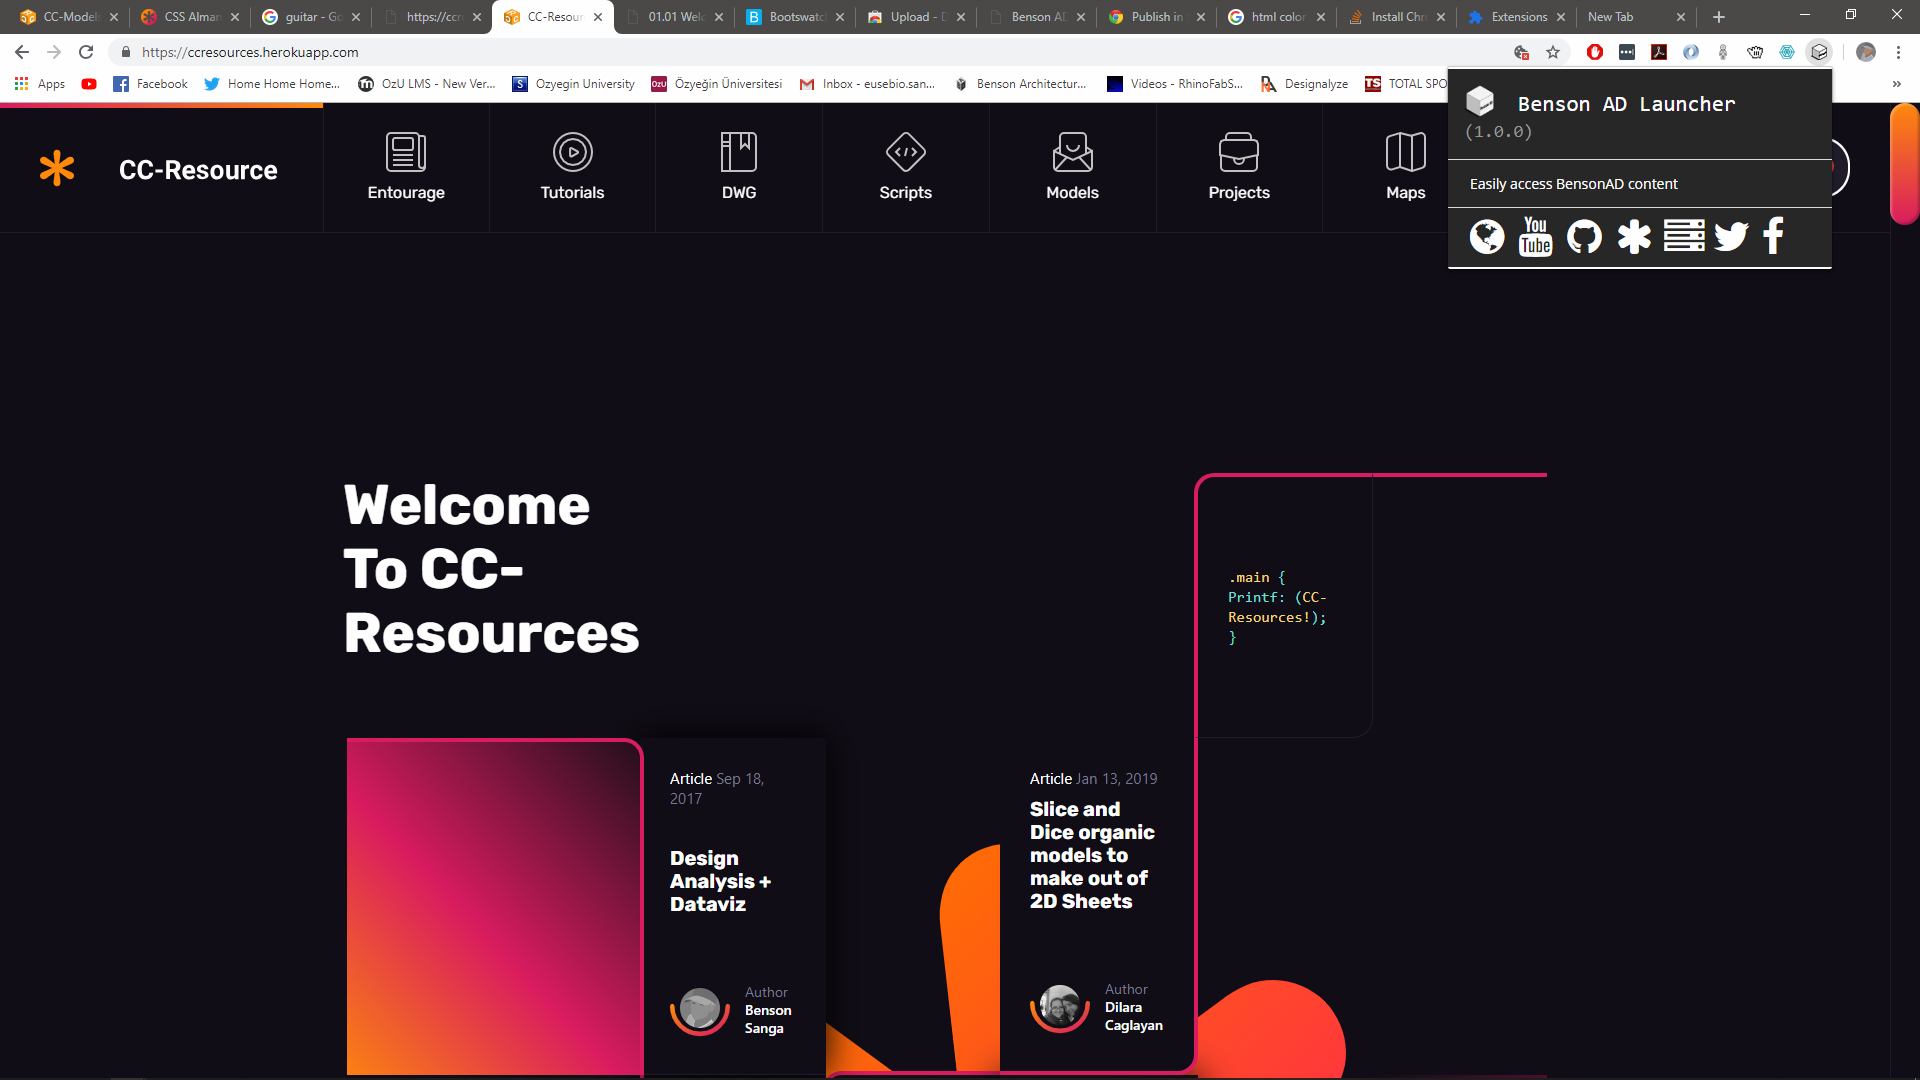 CC-Model
CSS Alman
guitar - Go
https://ccr
CC-Resour
01.01 Welc
Bootswatc
Upload - D
Benson AD
Publish in
html color
Install Chr
Extensions
New Tab
https://ccresources.herokuapp.com
Apps
Facebook
Home Home Home...
OzU LMS - New Ver...
Ozyegin University
OzU
Özyeğin Üniversitesi
Inbox - eusebio.san...
Benson Architectur...
Videos - RhinoFabS...
Designalyze
TS
TOTAL SPO
»
Benson AD Launcher
(1.0.0)
Easily access BensonAD content
You
Tube
CC-Resource
Entourage
Tutorials
DWG
Scripts
Models
Projects
Maps
Welcome
To CC-
Resources
.main {
Printf: (CC-
Resources!);
}
Article Sep 18,
2017
Design
Analysis +
Dataviz
Author
Benson
Sanga
Article Jan 13, 2019
Slice and
Dice organic
models to
make out of
2D Sheets
Author
Dilara
Caglayan